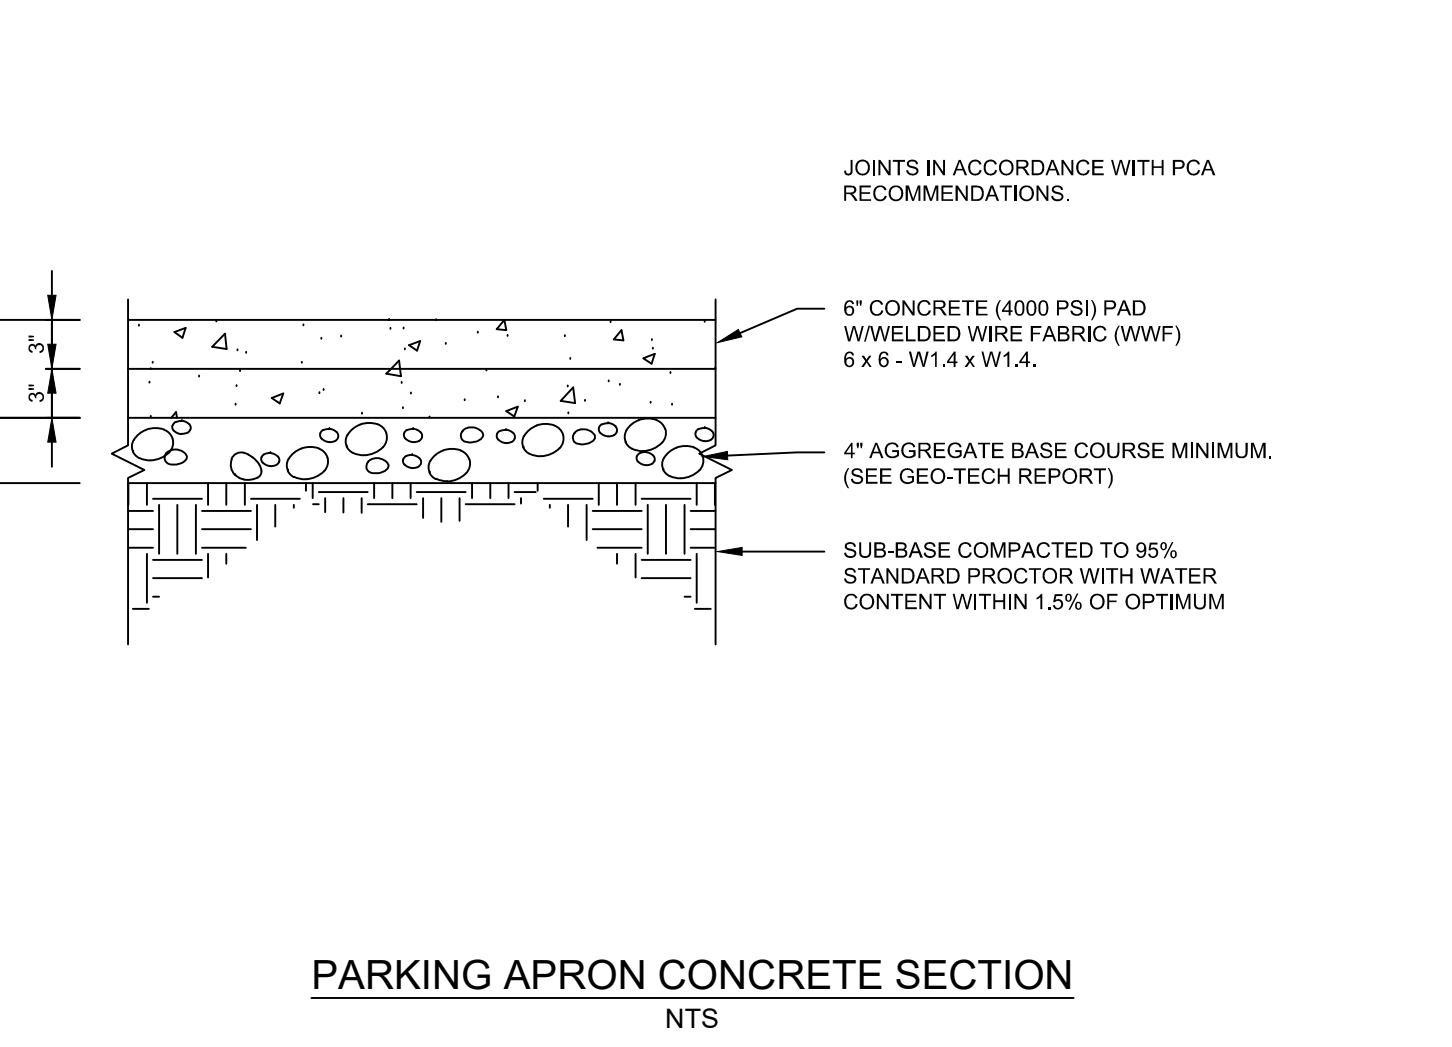 JOINTS IN ACCORDANCE WITH PCA
RECOMMENDATIONS.
3"
3"
6" CONCRETE (4000 PSI) PAD
W/WELDED WIRE FABRIC (WWF)
6 x 6 - W1.4 x W1.4.
4" AGGREGATE BASE COURSE MINIMUM.
(SEE GEO-TECH REPORT)
SUB-BASE COMPACTED TO 95%
STANDARD PROCTOR WITH WATER
CONTENT WITHIN 1.5% OF OPTIMUM
PARKING APRON CONCRETE SECTION
NTS